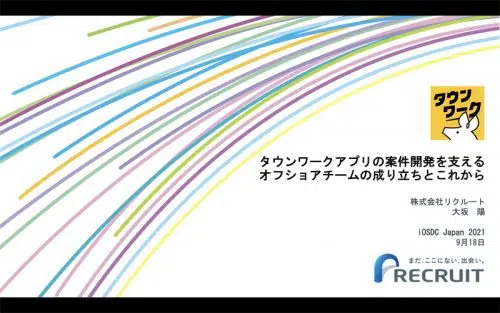 タウン
ワーク
タウンワークアプリの案件開発を支える
オフショアチームの成り立ちとこれから
株式会社リクルート
大坂 陽
iOSDC Japan 2021
9月18日
まだ、ここにない、出会い。
RECRUIT